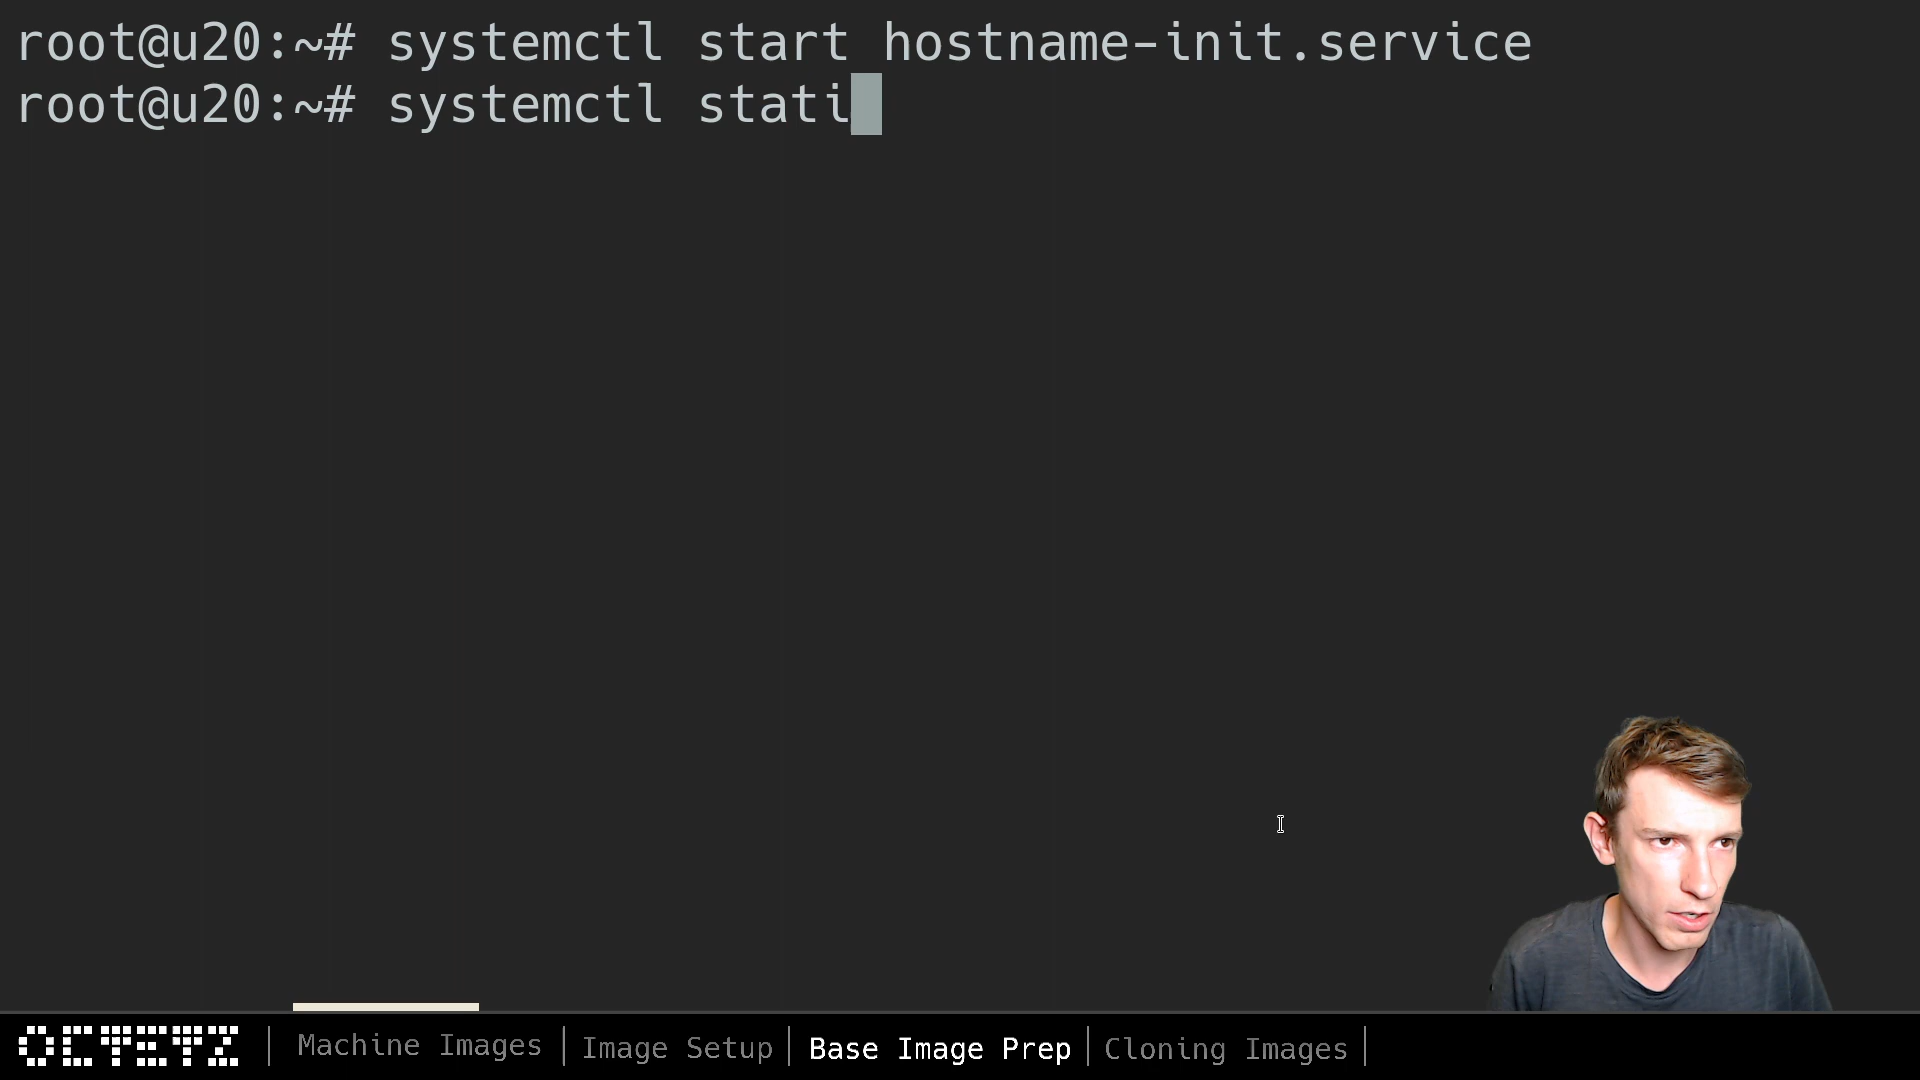 root@u20:~# systemctl start hostname-init.service
root@u20:~# systemctl stati
OCTETZ | Machine Images | Image Setup | Base Image Prep | Cloning Images |